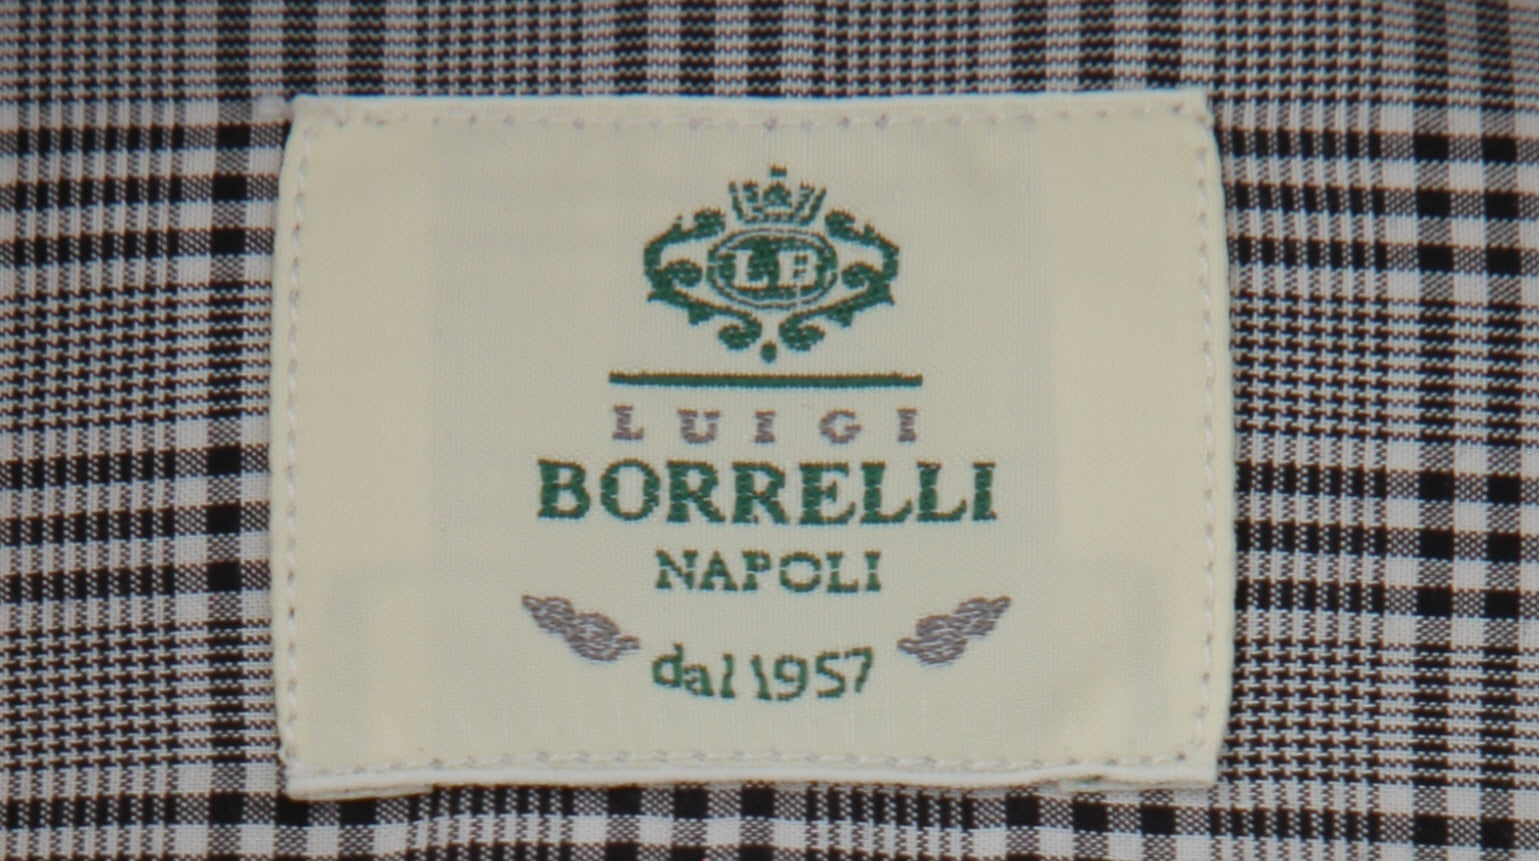 LB
LUIGI
BORRELLI
NAPOLI
dal 1957